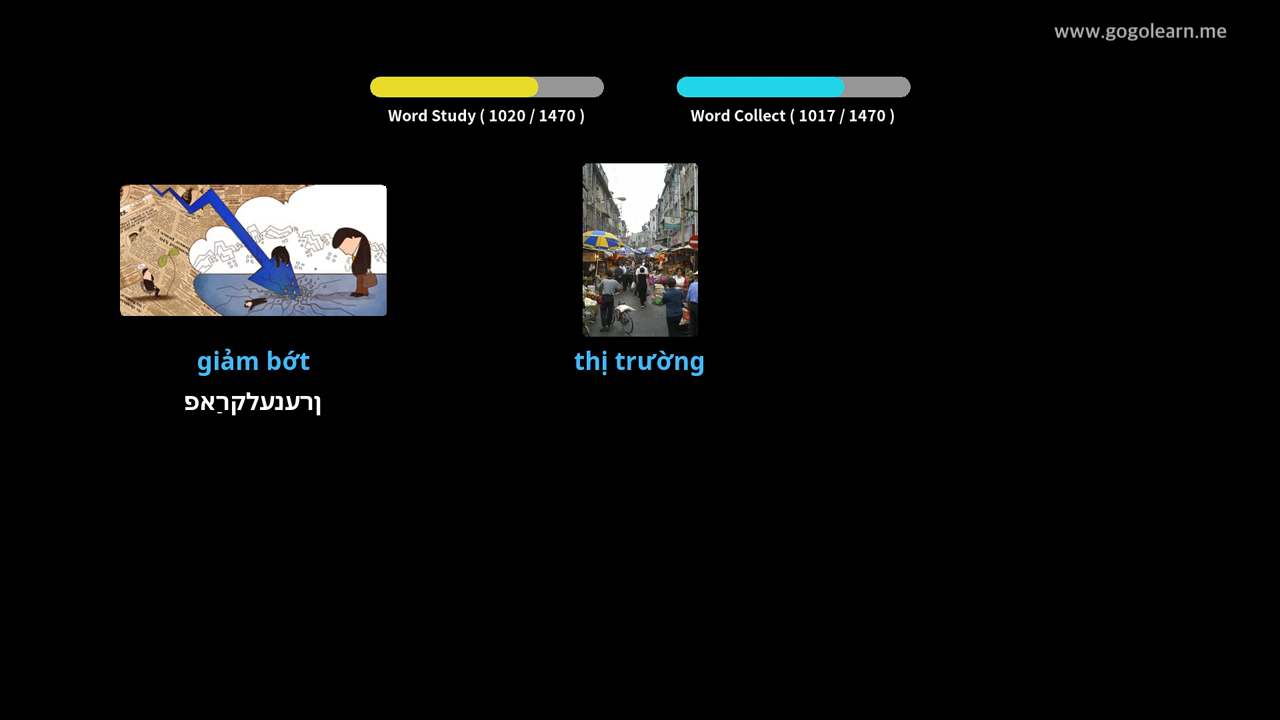 www.gogolearn.me
Word Study ( 1020 / 1470 )
Word Collect ( 1017 / 1470 )
giảm bớt
thị trường
פאַרקלענערן